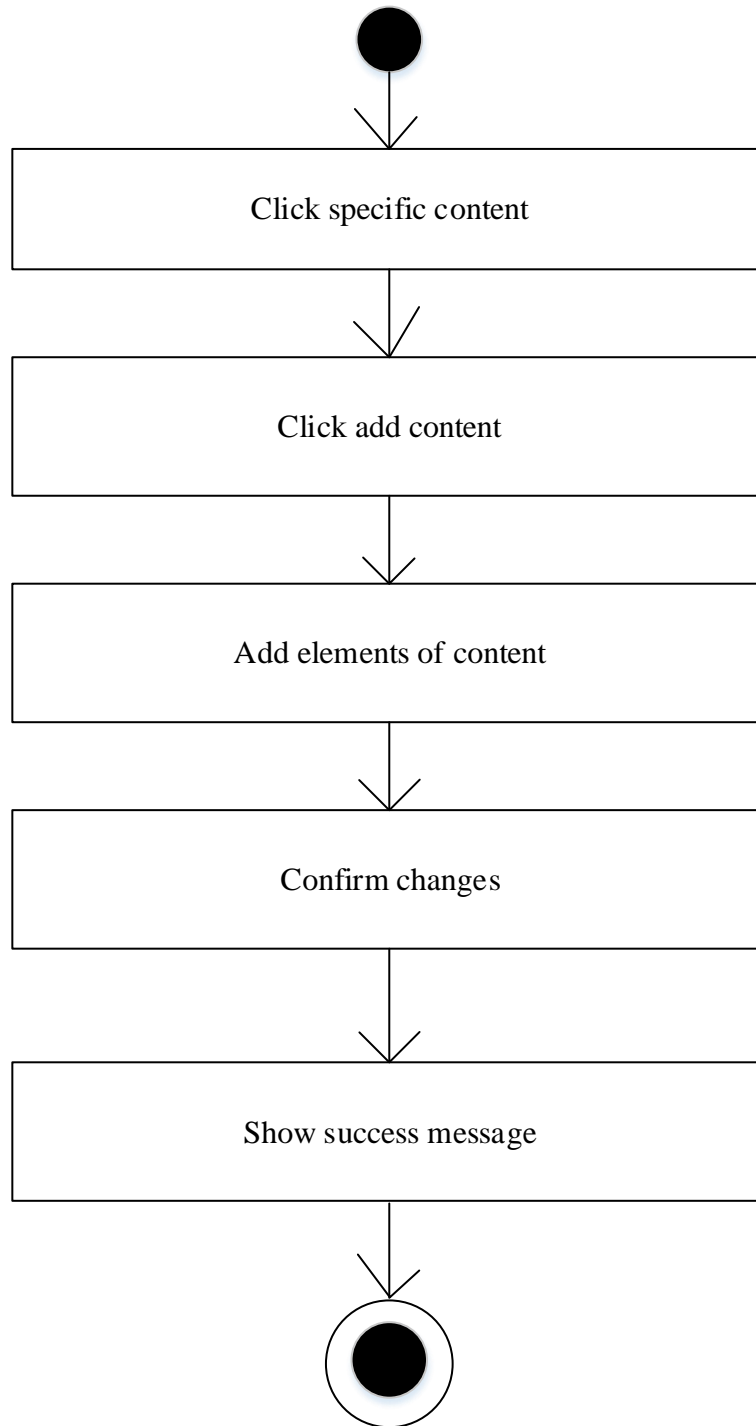 Click specific content
Click add content
Add elements of content
Confirm changes
Show success message